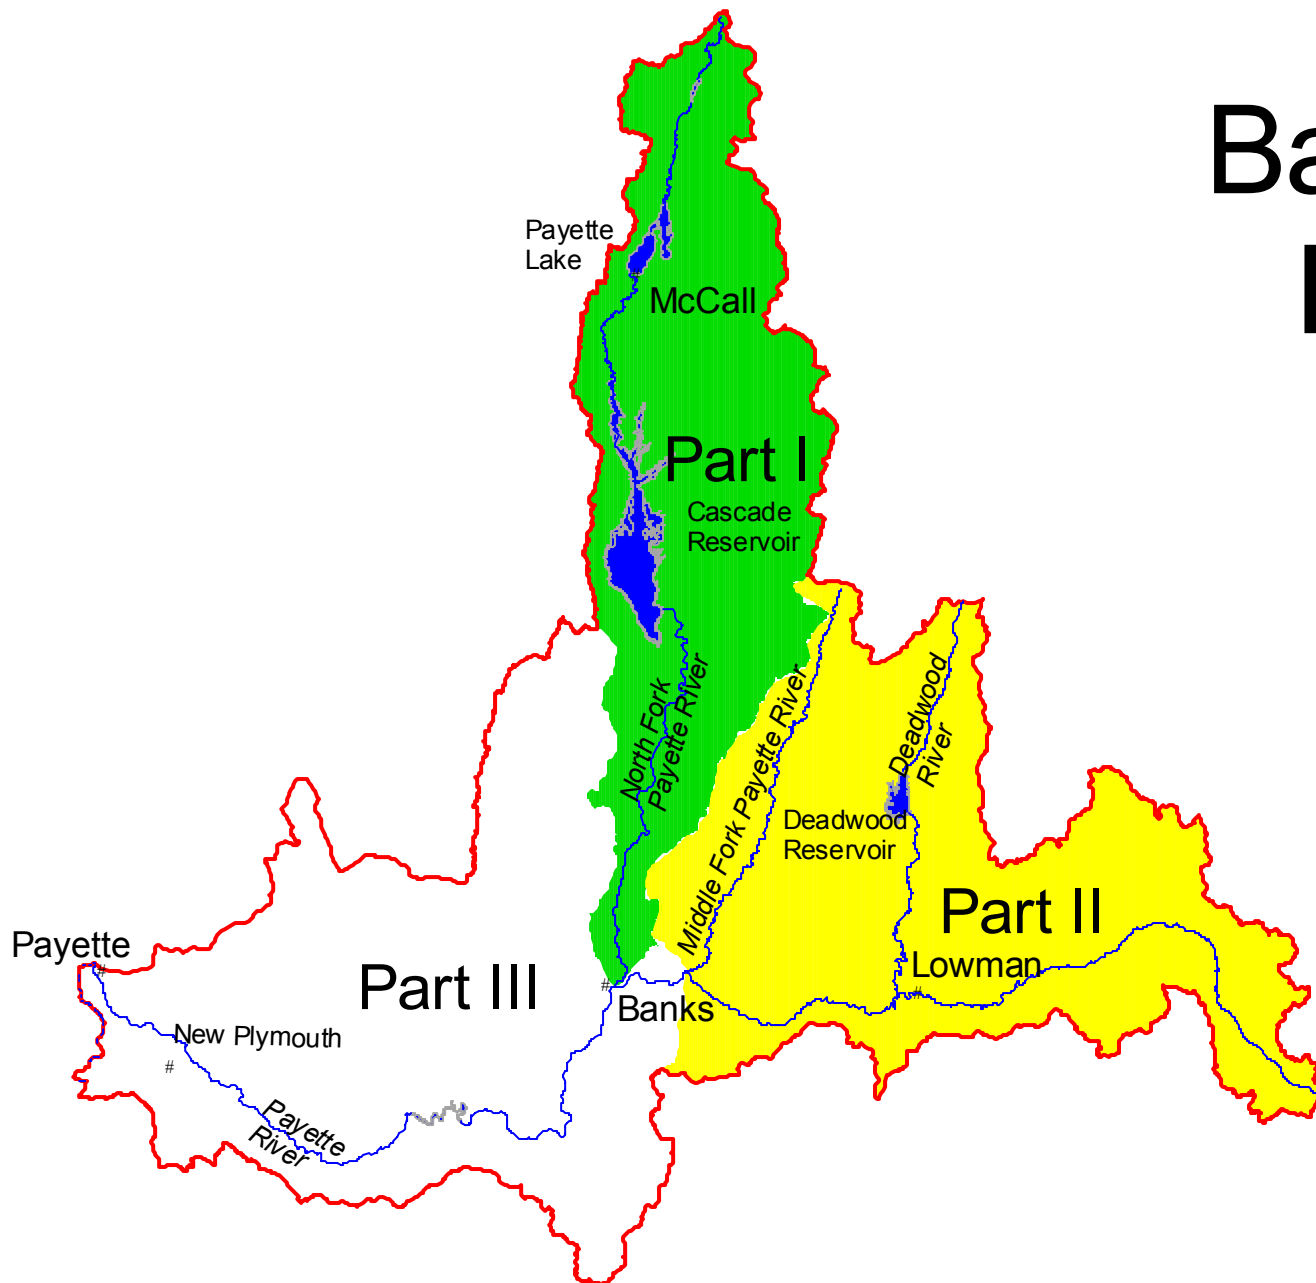 Payette
Lake
McCall
Part I
Cascade
Reservoir
North Fork
Payette River
Middle Fork Payette River
Deadwood
River
Deadwood
Reservoir
Part II
Lowman
Payette
Part III
Banks
New Plymouth
Payette
River
#
#
#
#
#